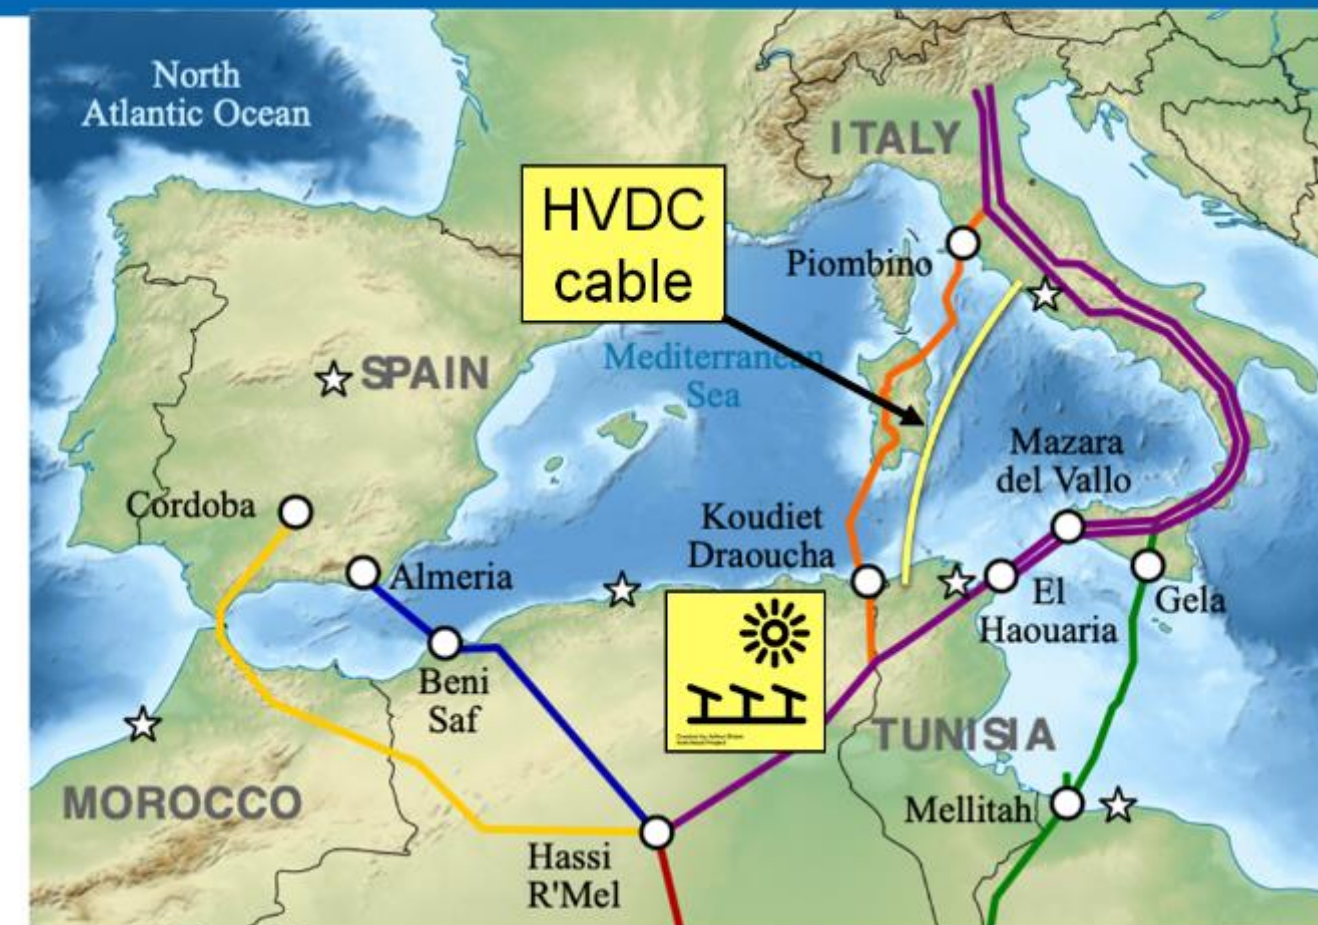 North
Atlantic Ocean
ITALY
HVDC
cable
Piombino
Mediterranean
Sea
SPAIN
Mazara
del Vallo
Cordoba
Koudiet
Draoucha
Almeria
El
Haouaria
Gela
Beni
Saf
TUNISIA
MOROCCO
Mellitah
Hassi
R'Mel